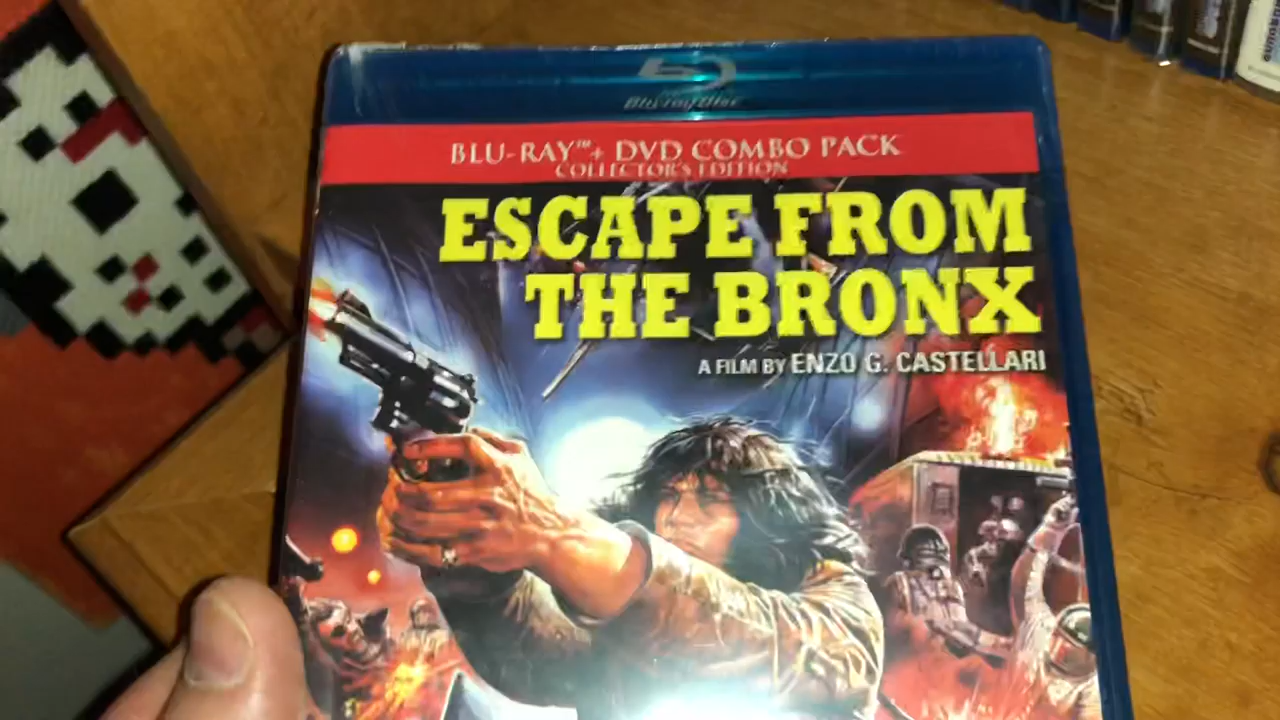 Blu-ray Disc
BLU-RAY™+ DVD COMBO PACK
COLLECTOR'S EDITION
ESCAPE FROM
THE BRONX
A FILM BY ENZO G. CASTELLARI